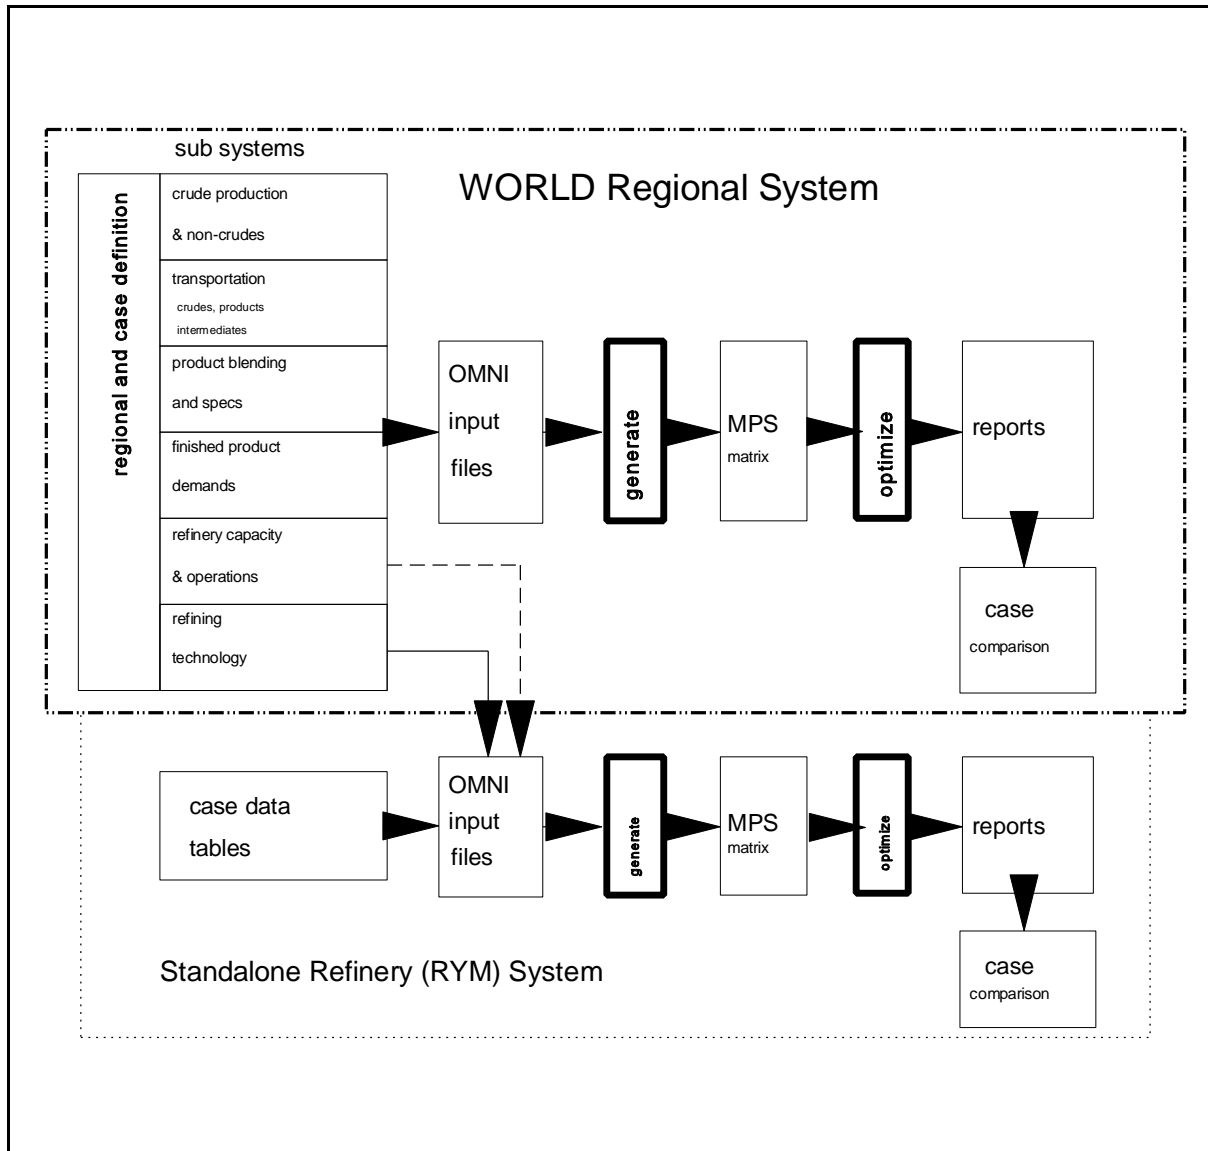 sub systems
WORLD Regional System
regional and case definition
crude production
& non-crudes
transportation
crudes, products
intermediates
product blending
and specs
finished product
demands
refinery capacity
& operations
refining
technology
OMNI
input
files
generate
MPS
matrix
optimize
reports
case
comparison
case data
tables
OMNI
input
files
generate
MPS
matrix
optimize
reports
case
comparison
Standalone Refinery (RYM) System